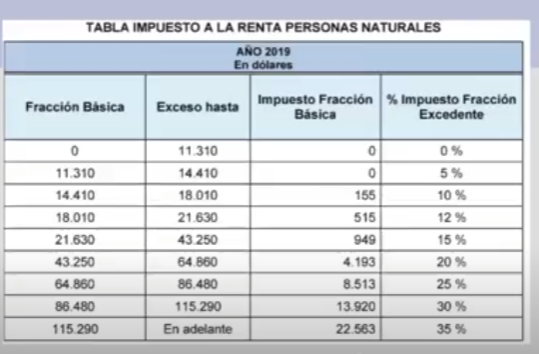 TABLA IMPUESTO A LA RENTA PERSONAS NATURALES
AÑO 2019
En dólares
Fracción Básica Exceso hasta Impuesto Fracción Básica % Impuesto Fracción Excedente
0 11.310 0 0 %
11.310 14.410 0 5 %
14.410 18.010 155 10 %
18.010 21.630 515 12 %
21.630 43.250 949 15 %
43.250 64.860 4.193 20 %
64.860 86.480 8.513 25 %
86.480 115.290 13.920 30 %
115.290 En adelante 22.563 35 %